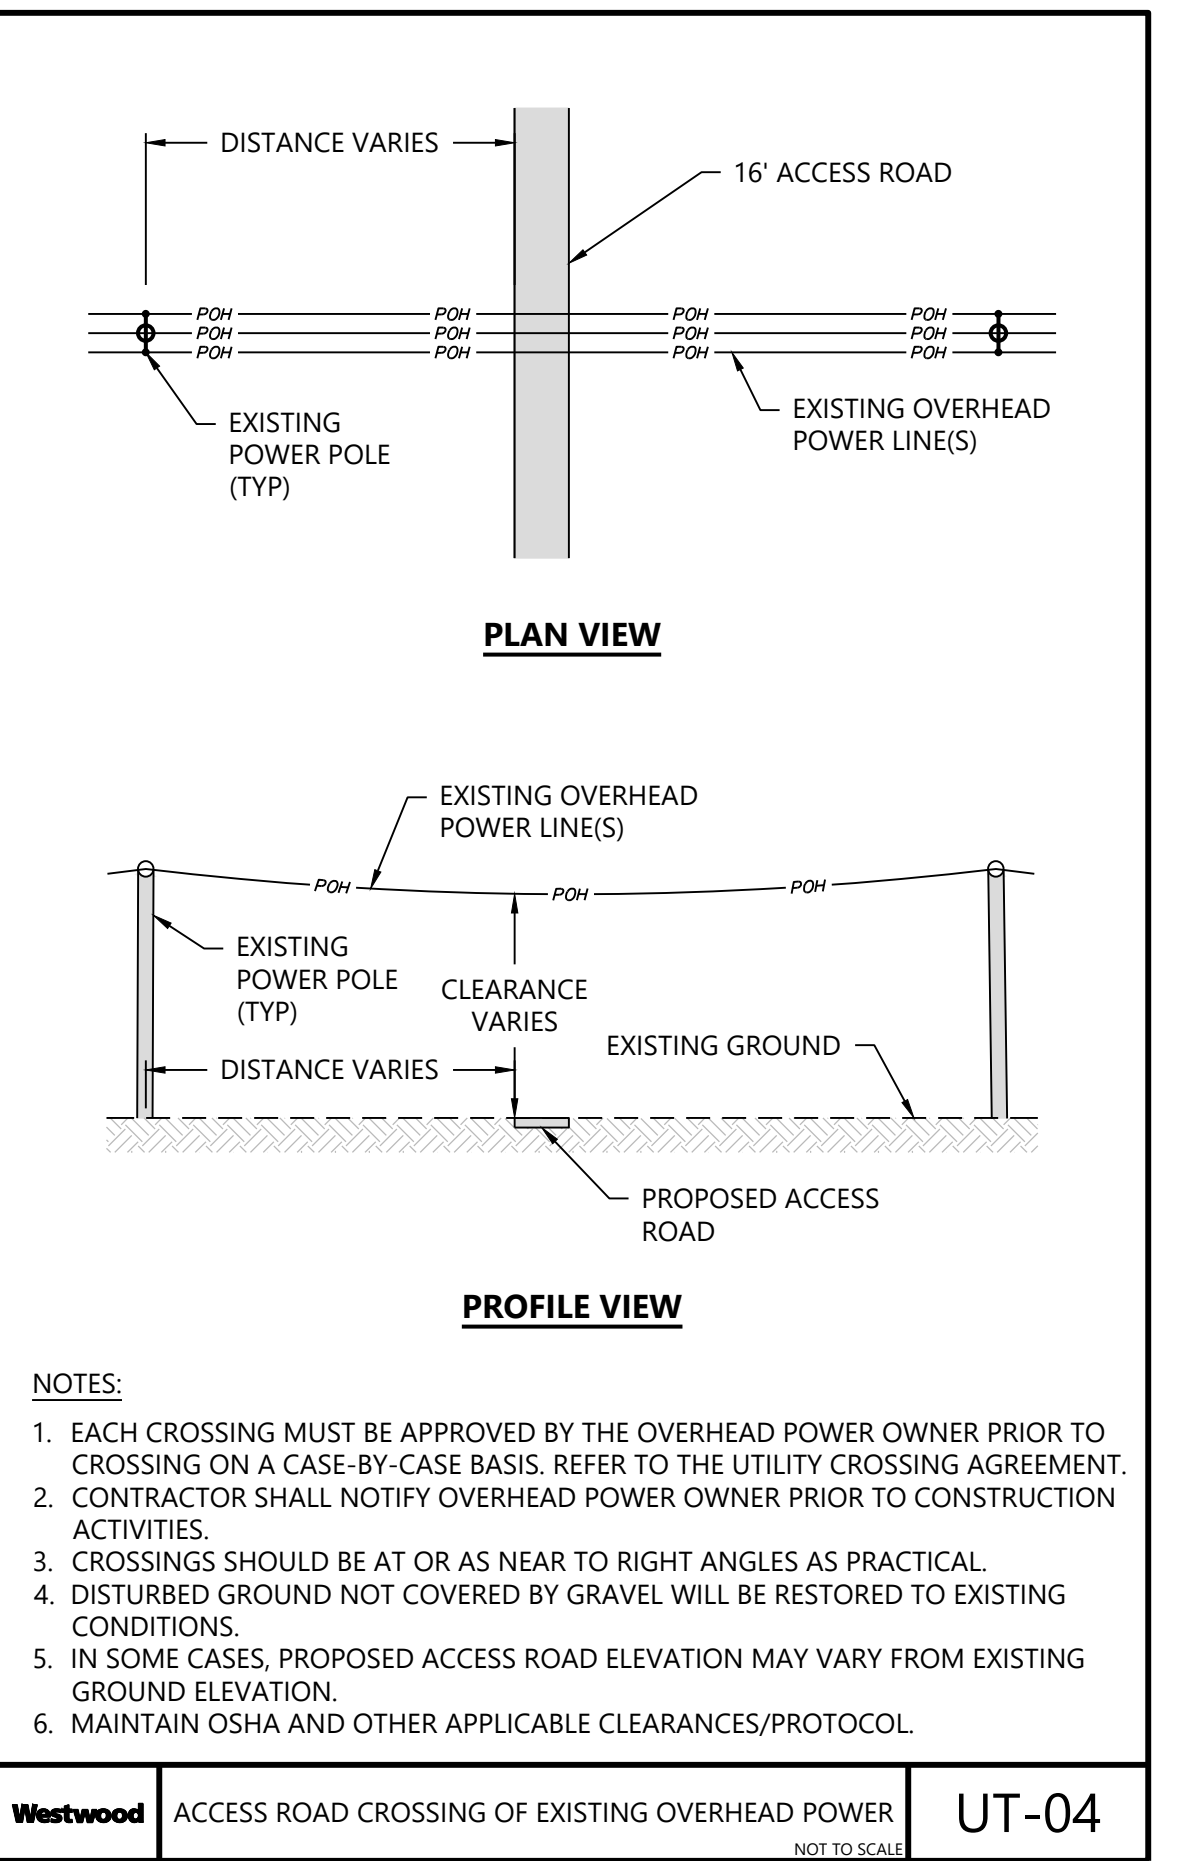 DISTANCE VARIES
16' ACCESS ROAD
POH POH POH POH
POH POH POH POH
POH POH POH POH
EXISTING
POWER POLE
(TYP)
EXISTING OVERHEAD
POWER LINE(S)
PLAN VIEW
EXISTING OVERHEAD
POWER LINE(S)
POH POH POH
EXISTING
POWER POLE
(TYP)
CLEARANCE
VARIES
EXISTING GROUND
DISTANCE VARIES
PROPOSED ACCESS
ROAD
PROFILE VIEW
NOTES:
1. EACH CROSSING MUST BE APPROVED BY THE OVERHEAD POWER OWNER PRIOR TO
CROSSING ON A CASE-BY-CASE BASIS. REFER TO THE UTILITY CROSSING AGREEMENT.
2. CONTRACTOR SHALL NOTIFY OVERHEAD POWER OWNER PRIOR TO CONSTRUCTION
ACTIVITIES.
3. CROSSINGS SHOULD BE AT OR AS NEAR TO RIGHT ANGLES AS PRACTICAL.
4. DISTURBED GROUND NOT COVERED BY GRAVEL WILL BE RESTORED TO EXISTING
CONDITIONS.
5. IN SOME CASES, PROPOSED ACCESS ROAD ELEVATION MAY VARY FROM EXISTING
GROUND ELEVATION.
6. MAINTAIN OSHA AND OTHER APPLICABLE CLEARANCES/PROTOCOL.
Westwood
ACCESS ROAD CROSSING OF EXISTING OVERHEAD POWER
NOT TO SCALE
UT-04